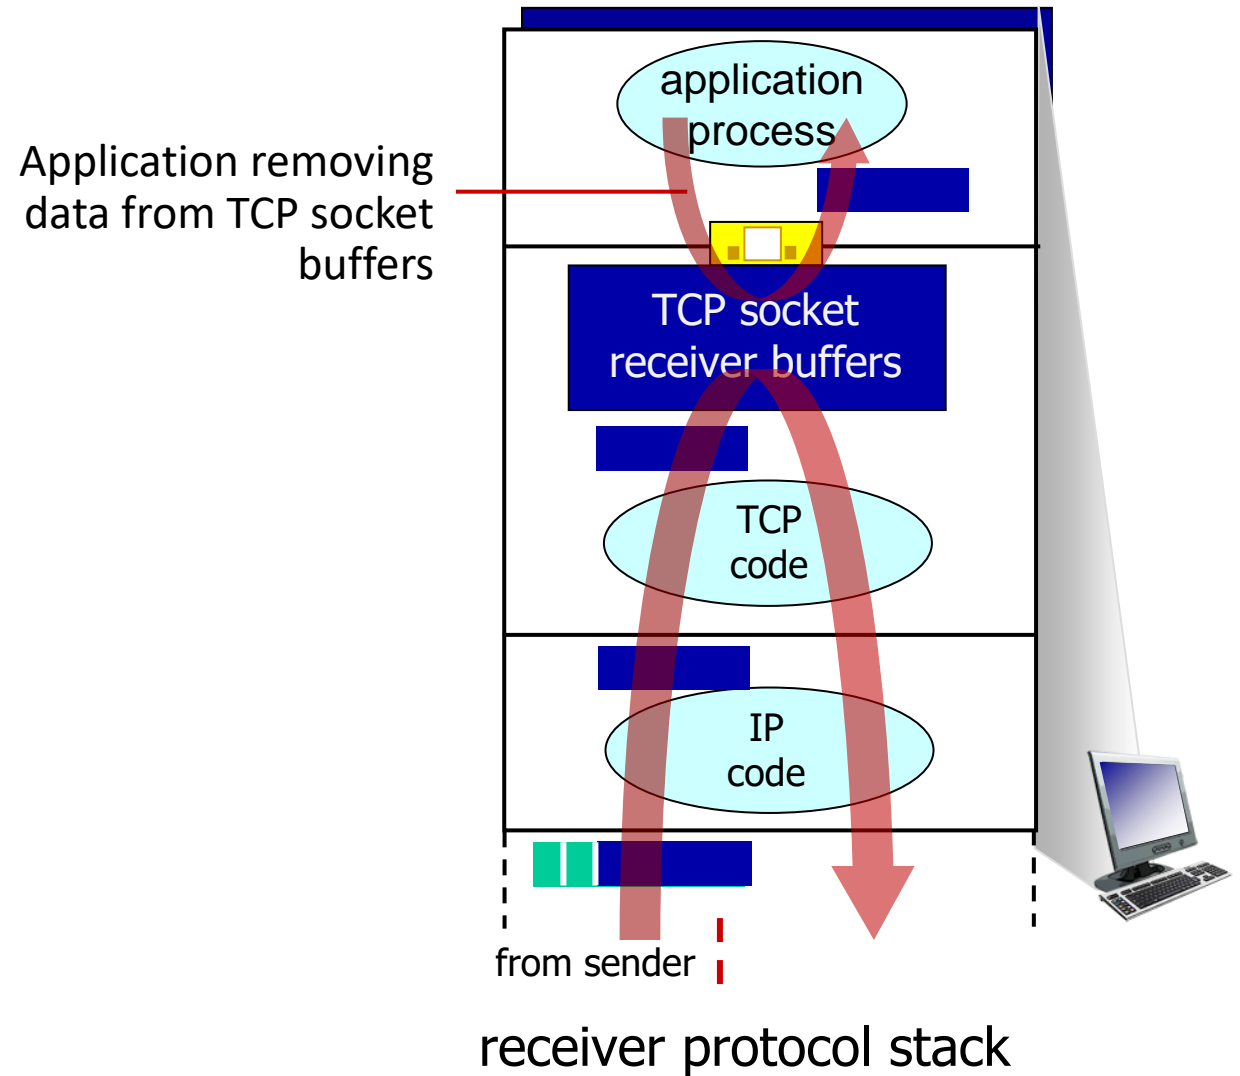 application
process
Application removing
data from TCP socket
buffers
TCP socket
receiver buffers
TCP
code
IP
code
from sender
receiver protocol stack